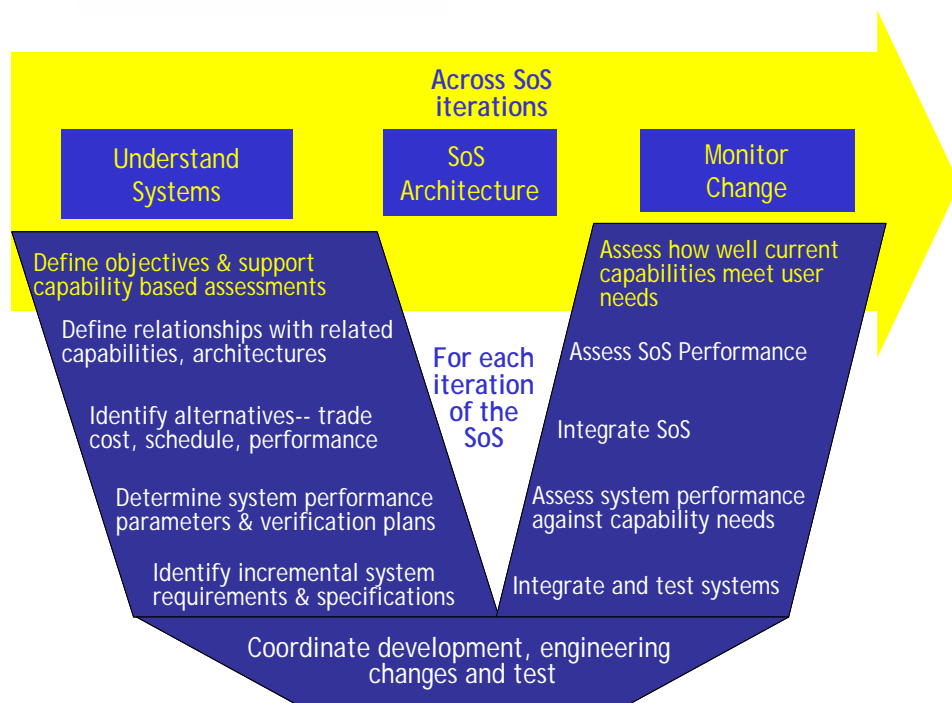 Across SoS
iterations
Understand
Systems
SoS
Architecture
Monitor
Change
Define objectives & support
capability based assessments
Define relationships with related
capabilities, architectures
Identify alternatives-- trade
cost, schedule, performance
Determine system performance
parameters & verification plans
Identify incremental system
requirements & specifications
For each
iteration
of the
SoS
Assess how well current
capabilities meet user
needs
Assess SoS Performance
Integrate SoS
Assess system performance
against capability needs
Integrate and test systems
Coordinate development, engineering
changes and test